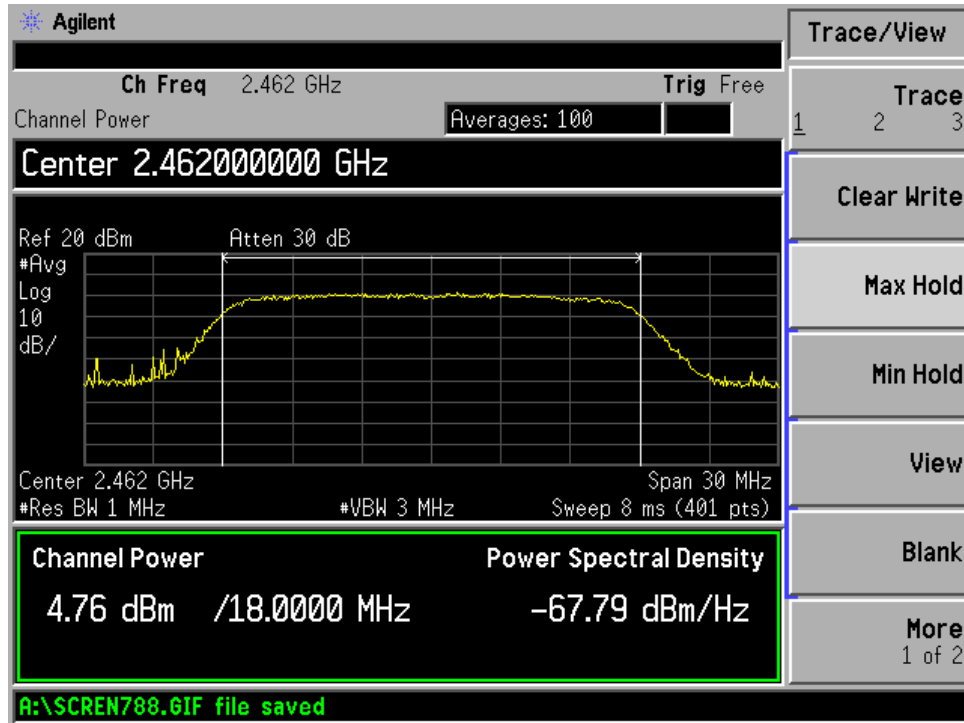 Agilent
Trace/View
Ch Freq 2.462 GHz Trig Free
Channel Power Averages: 100
Center 2.462000000 GHz
Ref 20 dBm Atten 30 dB
#Avg
Log
10
dB/
Center 2.462 GHz Span 30 MHz
#Res BW 1 MHz #VBW 3 MHz Sweep 8 ms (401 pts)
Channel Power Power Spectral Density
4.76 dBm /18.0000 MHz -67.79 dBm/Hz
A:\SCREN788.GIF file saved
Trace
1 2 3
Clear Write
Max Hold
Min Hold
View
Blank
More
1 of 2